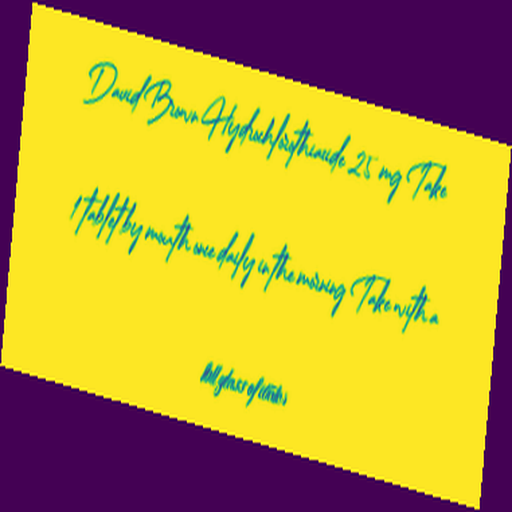 David Brown Hydrochlorothiazide 25 mg Take
1 tablet by mouth once daily in the morning Take with a
full glass of water